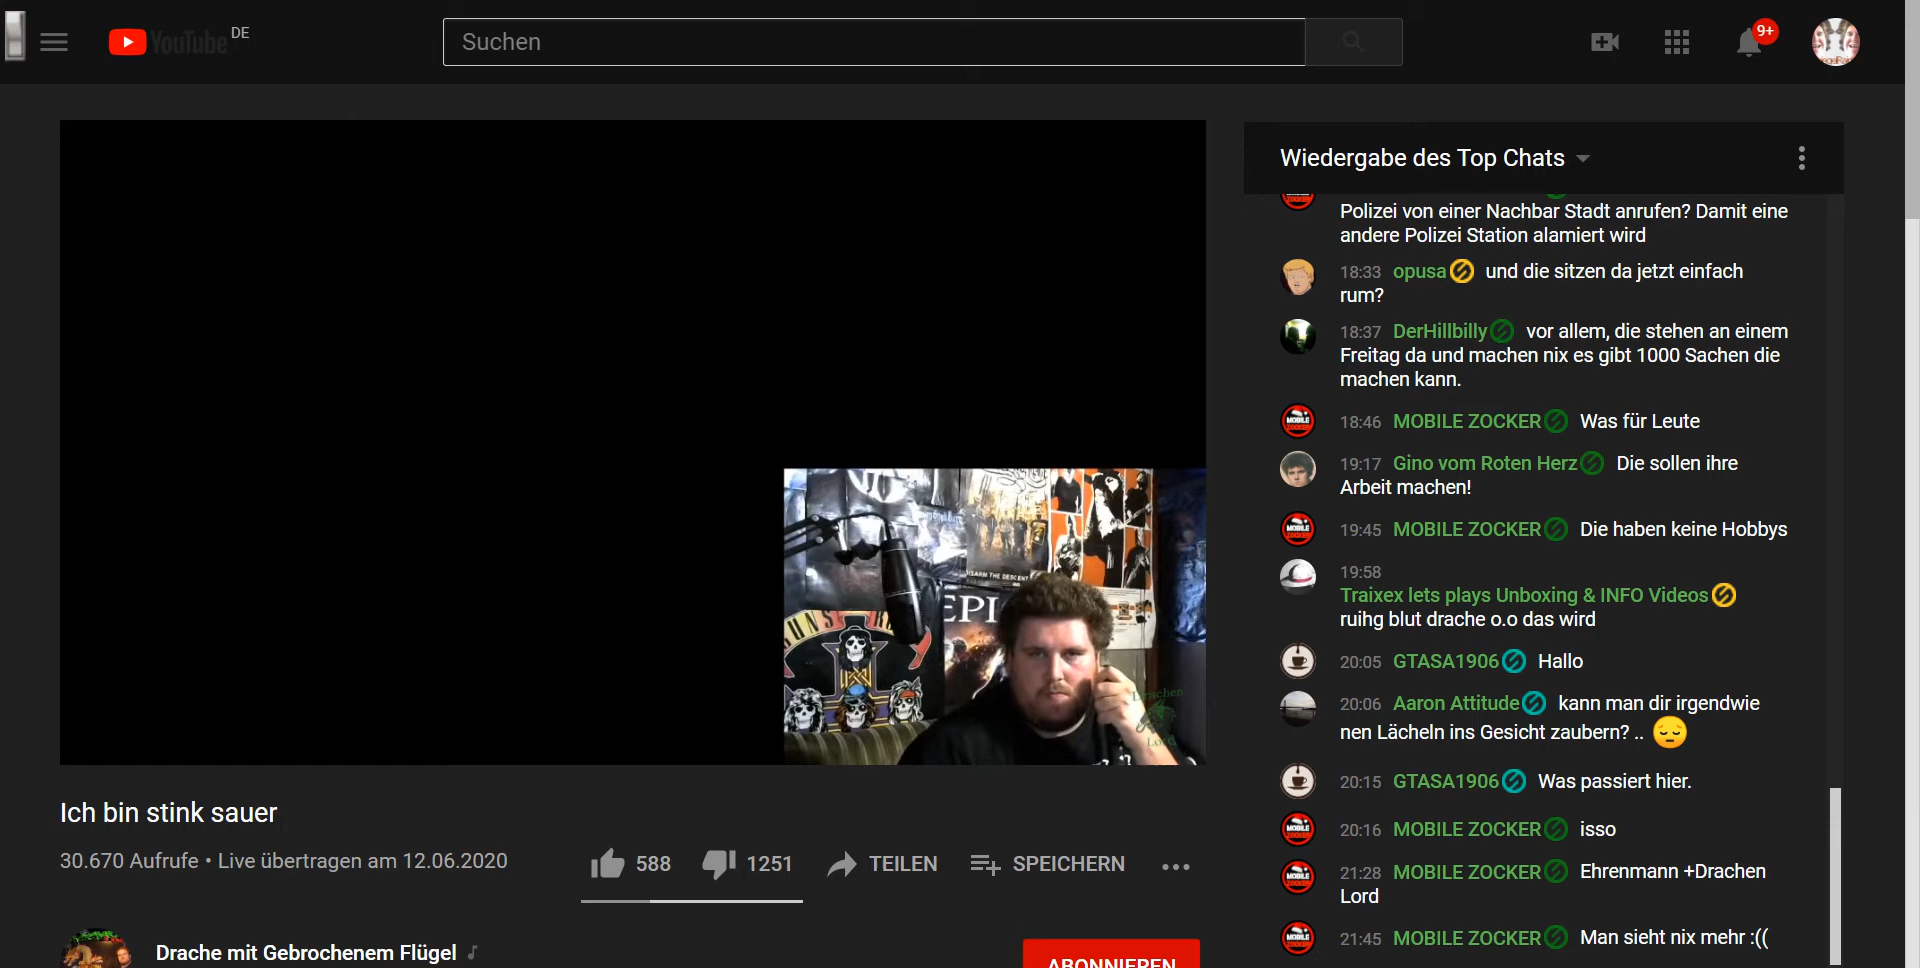 YouTube DE
Suchen
9+
Wiedergabe des Top Chats
Polizei von einer Nachbar Stadt anrufen? Damit eine
andere Polizei Station alamiert wird
18:33 opusa und die sitzen da jetzt einfach
rum?
18:37 DerHillbilly vor allem, die stehen an einem
Freitag da und machen nix es gibt 1000 Sachen die
machen kann.
18:46 MOBILE ZOCKER Was für Leute
19:17 Gino vom Roten Herz Die sollen ihre
Arbeit machen!
19:45 MOBILE ZOCKER Die haben keine Hobbys
19:58
Traixex lets plays Unboxing & INFO Videos
ruihg blut drache o.o das wird
20:05 GTASA1906 Hallo
20:06 Aaron Attitude kann man dir irgendwie
nen Lächeln ins Gesicht zaubern? .. 😔
20:15 GTASA1906 Was passiert hier.
20:16 MOBILE ZOCKER isso
21:28 MOBILE ZOCKER Ehrenmann +Drachen
Lord
21:45 MOBILE ZOCKER Man sieht nix mehr :((
DISARM THE DESCENT
EPI
GUNS
Drachen
Lord
Ich bin stink sauer
30.670 Aufrufe • Live übertragen am 12.06.2020
588 1251 TEILEN SPEICHERN
Drache mit Gebrochenem Flügel
ABONNIEREN